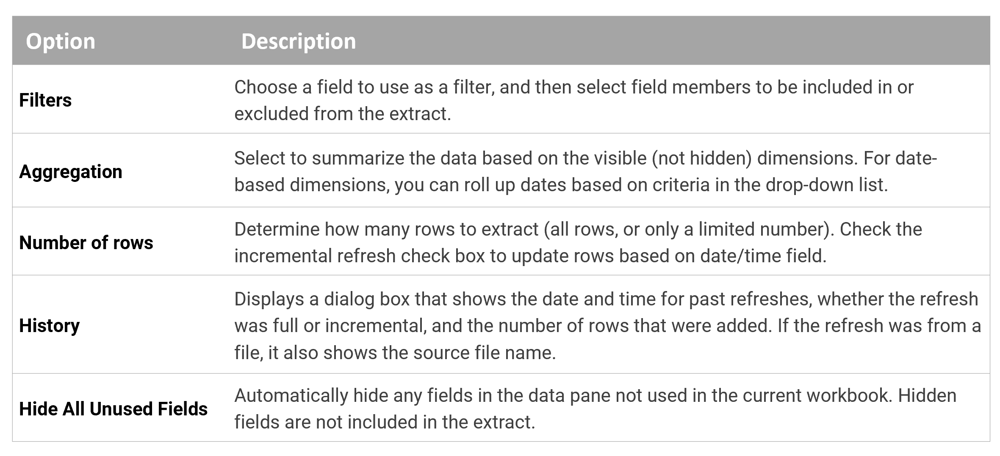 Option Description
Filters
Choose a field to use as a filter, and then select field members to be included in or
excluded from the extract.
Aggregation
Select to summarize the data based on the visible (not hidden) dimensions. For date-
based dimensions, you can roll up dates based on criteria in the drop-down list.
Number of rows
Determine how many rows to extract (all rows, or only a limited number). Check the
incremental refresh check box to update rows based on date/time field.
History
Displays a dialog box that shows the date and time for past refreshes, whether the refresh
was full or incremental, and the number of rows that were added. If the refresh was from a
file, it also shows the source file name.
Hide All Unused Fields
Automatically hide any fields in the data pane not used in the current workbook. Hidden
fields are not included in the extract.